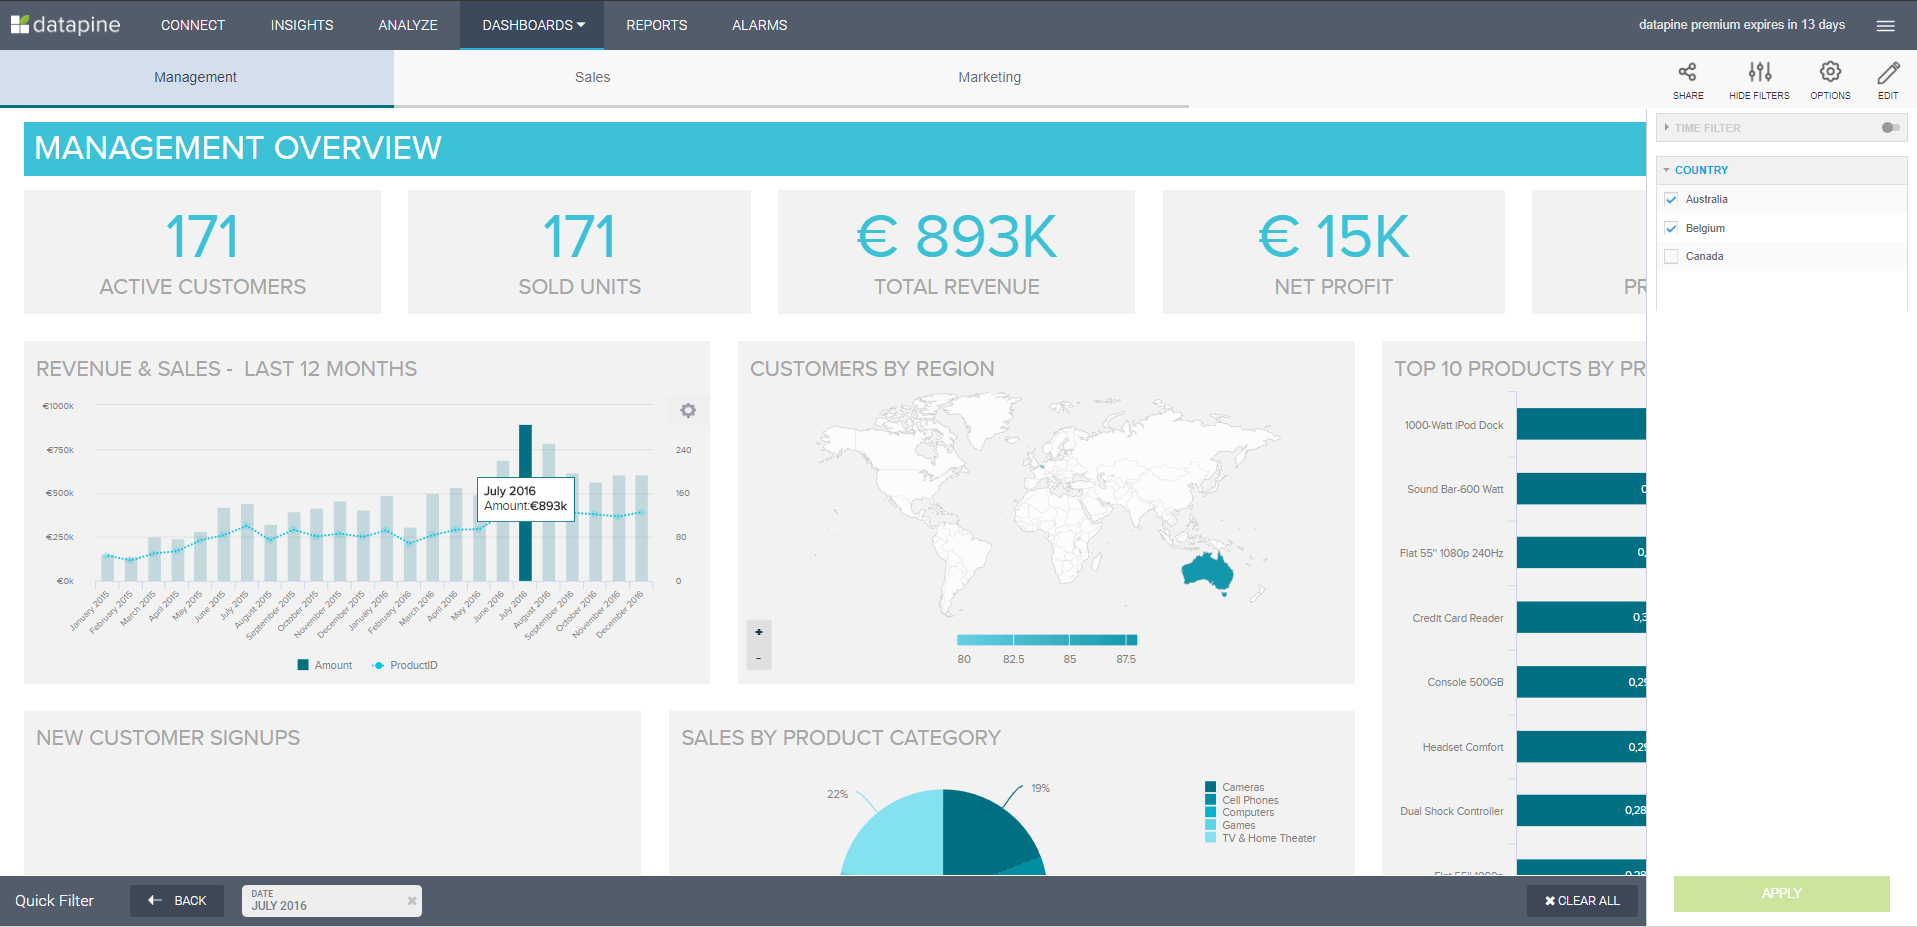 datapine CONNECT INSIGHTS ANALYZE DASHBOARDS REPORTS ALARMS datapine premium expires in 13 days
Management Sales Marketing
SHARE HIDE FILTERS OPTIONS EDIT
MANAGEMENT OVERVIEW
171
ACTIVE CUSTOMERS
171
SOLD UNITS
€ 893K
TOTAL REVENUE
€ 15K
NET PROFIT
PR
TIME FILTER
COUNTRY
Australia
Belgium
Canada
REVENUE & SALES - LAST 12 MONTHS
€1000k
€750k
€500k
€250k
€0k
240
160
80
0
July 2016
Amount:€893k
January 2015
February 2015
March 2015
April 2015
May 2015
June 2015
July 2015
August 2015
September 2015
October 2015
November 2015
December 2015
January 2016
February 2016
March 2016
April 2016
May 2016
June 2016
July 2016
August 2016
September 2016
October 2016
November 2016
December 2016
Amount ProductID
CUSTOMERS BY REGION
+
-
80 82.5 85 87.5
TOP 10 PRODUCTS BY PR
1000-Watt iPod Dock
Sound Bar-600 Watt 0
Flat 55" 1080p 240Hz 0,
Credit Card Reader 0,3
Console 500GB 0,29
Headset Comfort 0,29
Dual Shock Controller 0,28
Flat 55" 1080p 0,28
NEW CUSTOMER SIGNUPS
SALES BY PRODUCT CATEGORY
22%
19%
Cameras
Cell Phones
Computers
Games
TV & Home Theater
Quick Filter BACK
DATE
JULY 2016
CLEAR ALL
APPLY